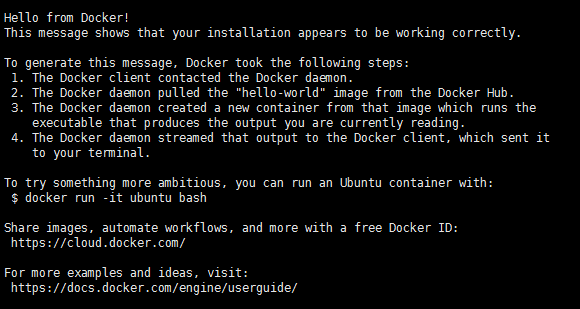 Hello from Docker!
This message shows that your installation appears to be working correctly.
To generate this message, Docker took the following steps:
1. The Docker client contacted the Docker daemon.
2. The Docker daemon pulled the "hello-world" image from the Docker Hub.
3. The Docker daemon created a new container from that image which runs the
executable that produces the output you are currently reading.
4. The Docker daemon streamed that output to the Docker client, which sent it
to your terminal.
To try something more ambitious, you can run an Ubuntu container with:
$ docker run -it ubuntu bash
Share images, automate workflows, and more with a free Docker ID:
https://cloud.docker.com/
For more examples and ideas, visit:
https://docs.docker.com/engine/userguide/